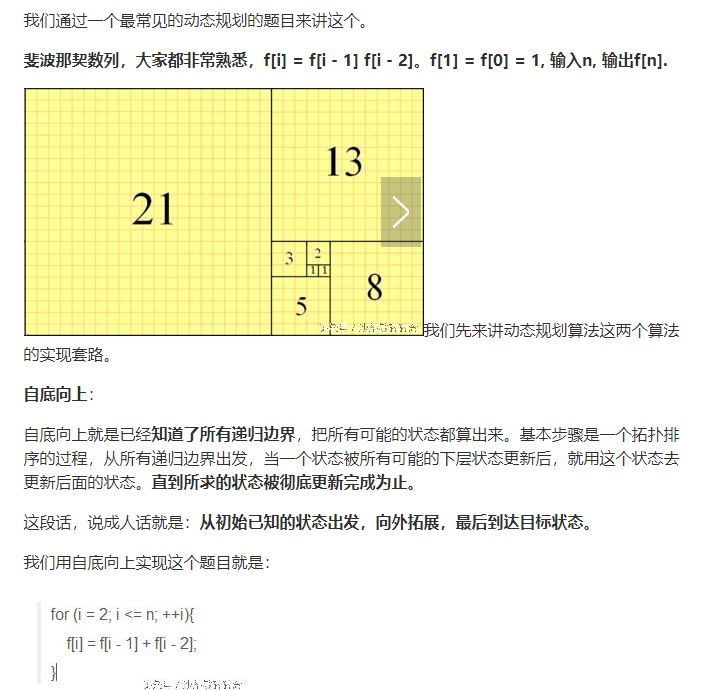 我们通过一个最常见的动态规划的题目来讲这个。
斐波那契数列，大家都非常熟悉，f[i] = f[i - 1] f[i - 2]。f[1] = f[0] = 1, 输入n, 输出f[n].
13
21
3
2
1
1
8
5
我们先来讲动态规划算法这两个算法
的实现套路。
自底向上：
自底向上就是已经知道了所有递归边界，把所有可能的状态都算出来。基本步骤是一个拓扑排
序的过程，从所有递归边界出发，当一个状态被所有可能的下层状态更新后，就用这个状态去
更新后面的状态。直到所求的状态被彻底更新完成为止。
这段话，说成人话就是：从初始已知的状态出发，向外拓展，最后到达目标状态。
我们用自底向上实现这个题目就是：
for (i = 2; i <= n; ++i){
f[i] = f[i - 1] + f[i - 2];
}